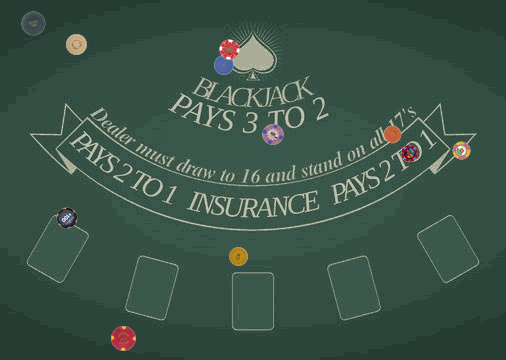 BLACKJACK
PAYS 3 TO 2
Dealer must draw to 16 and stand on all 17's
PAYS 2 TO 1 INSURANCE PAYS 2 TO 1